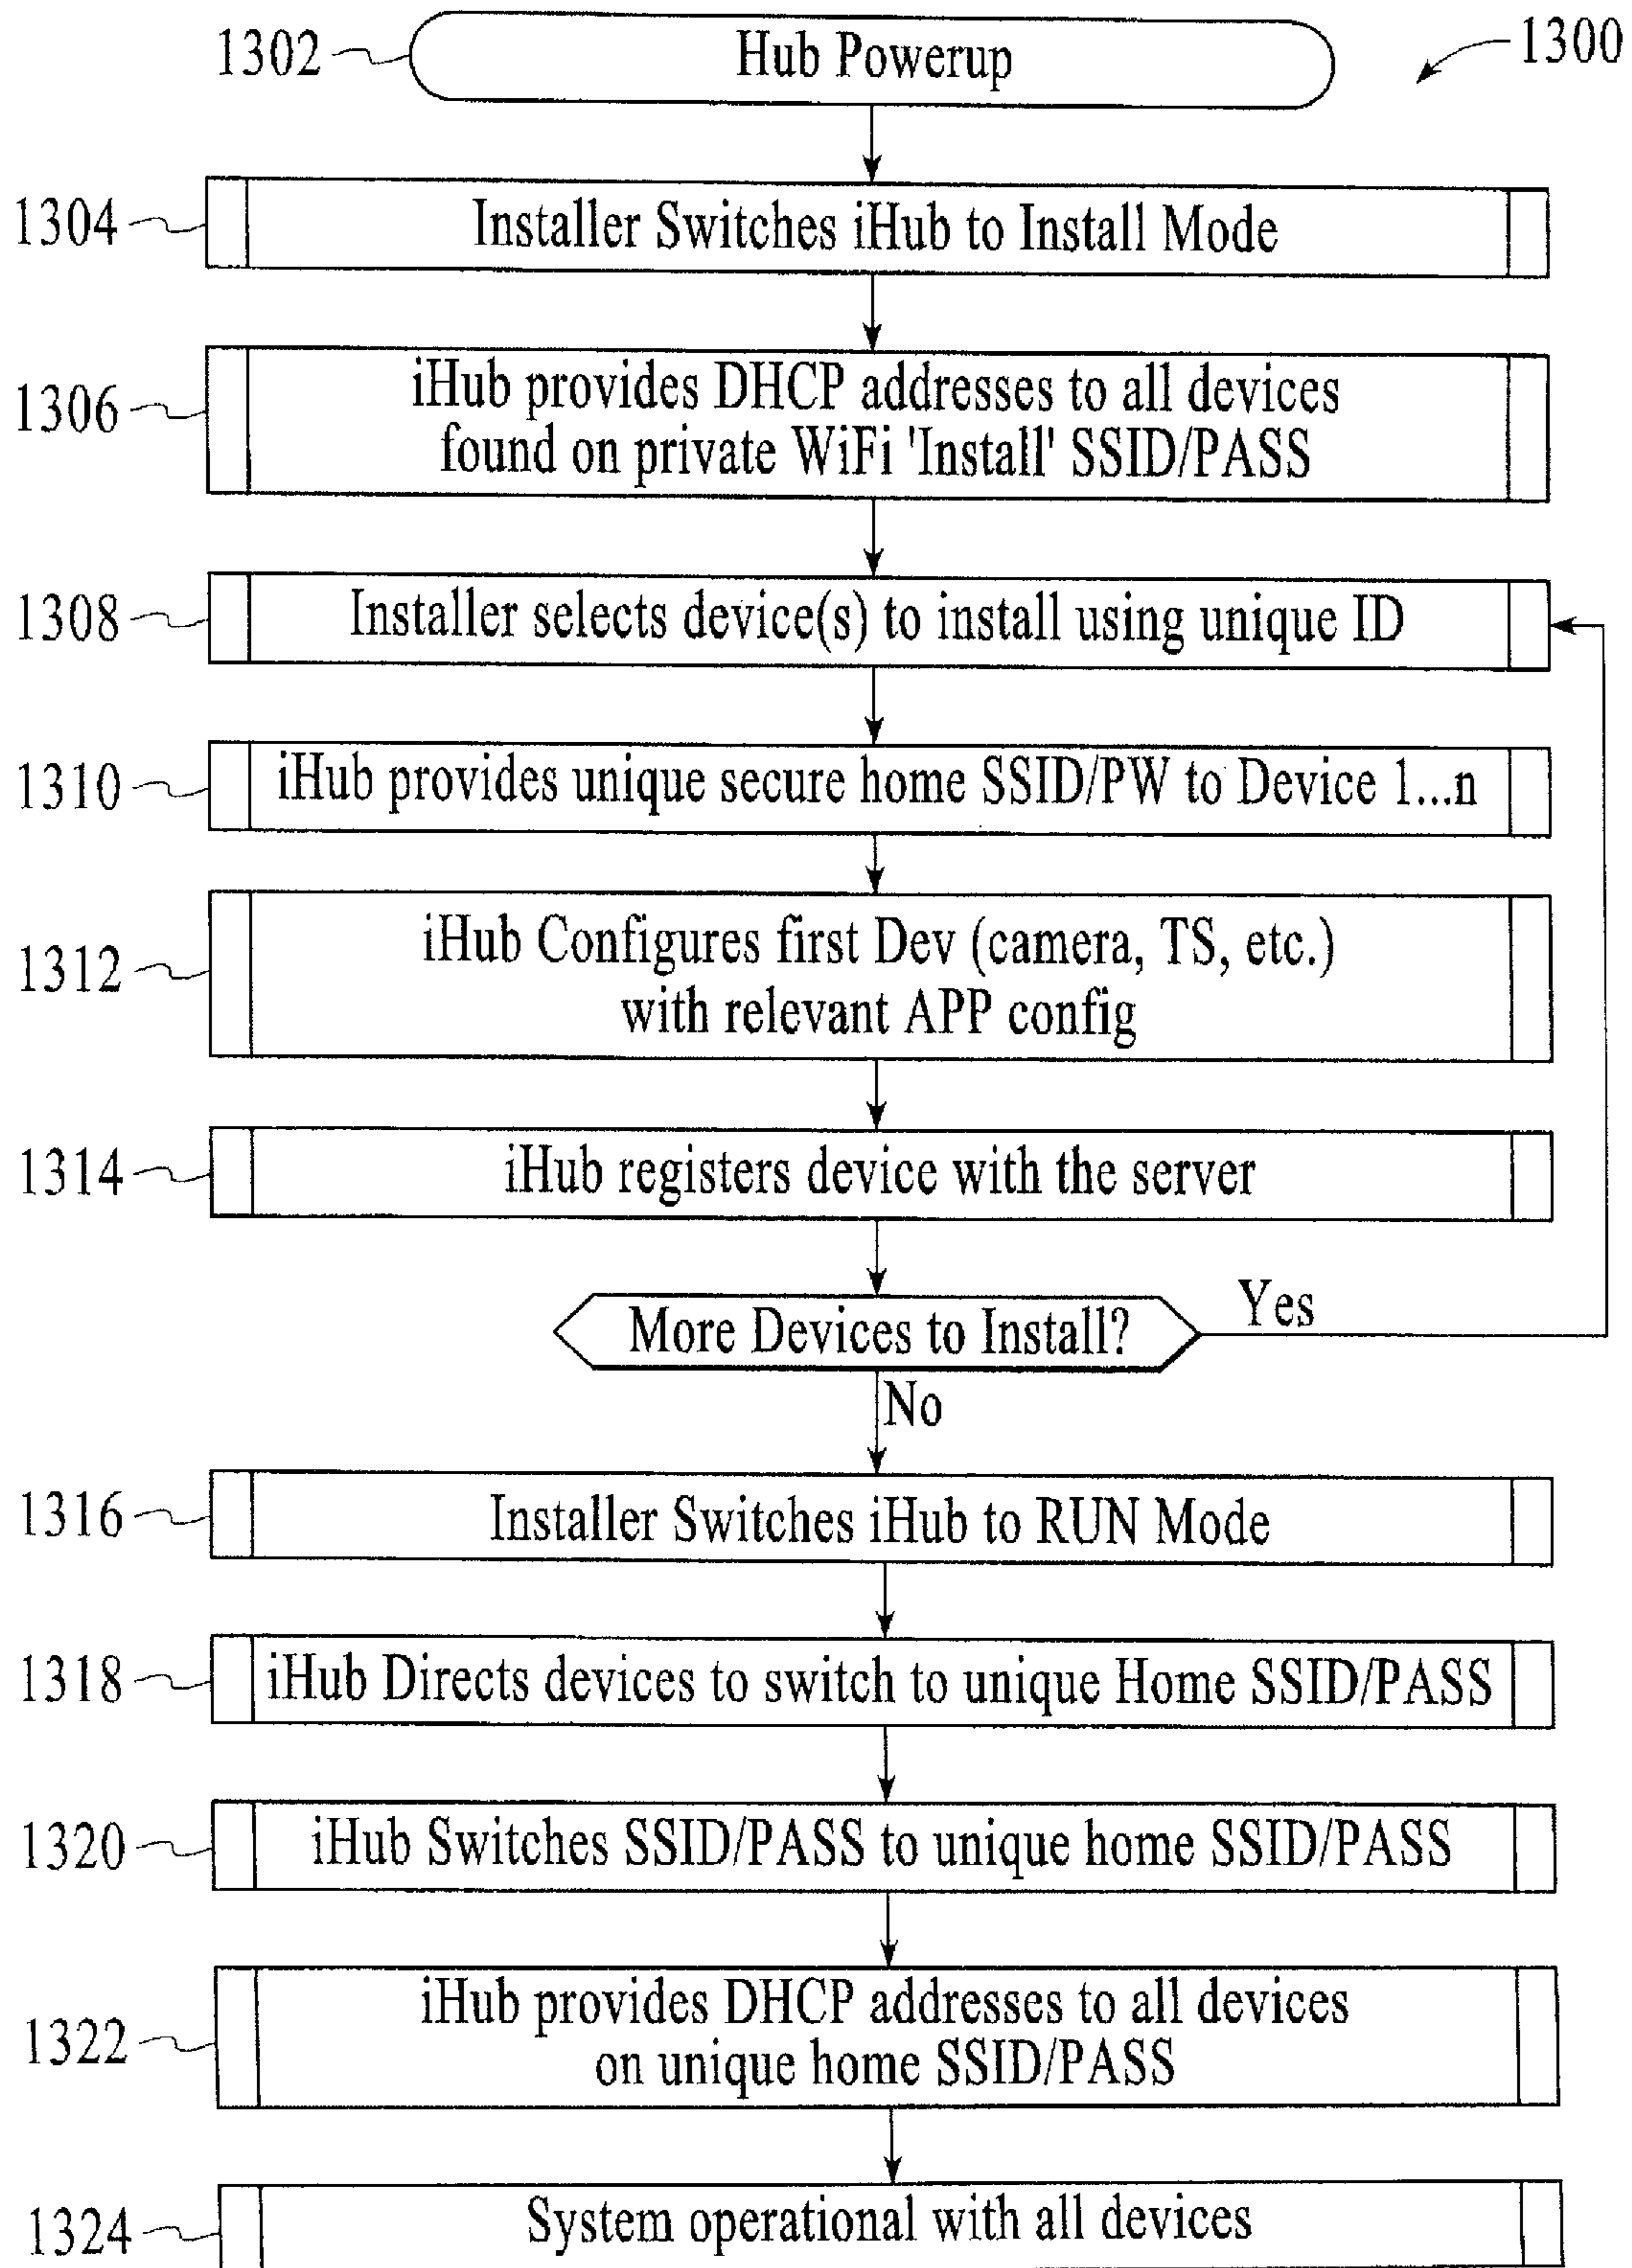 1302
Hub Powerup
1300
1304
Installer Switches iHub to Install Mode
1306
iHub provides DHCP addresses to all devices
found on private WiFi 'Install' SSID/PASS
1308
Installer selects device(s) to install using unique ID
1310
iHub provides unique secure home SSID/PW to Device 1...n
1312
iHub Configures first Dev (camera, TS, etc.)
with relevant APP config
1314
iHub registers device with the server
More Devices to Install?
Yes
No
1316
Installer Switches iHub to RUN Mode
1318
iHub Directs devices to switch to unique Home SSID/PASS
1320
iHub Switches SSID/PASS to unique home SSID/PASS
1322
iHub provides DHCP addresses to all devices
on unique home SSID/PASS
1324
System operational with all devices